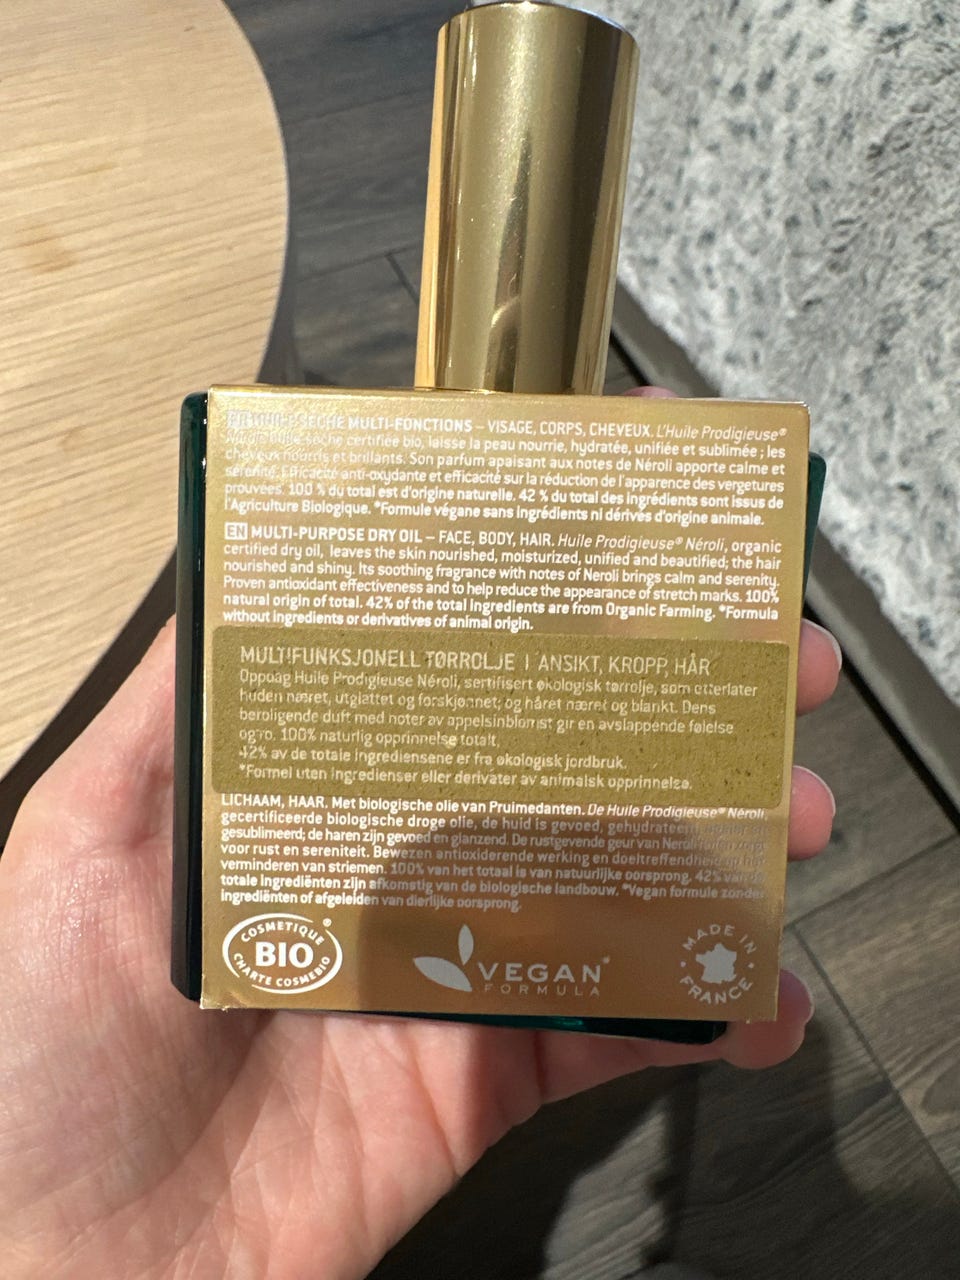 SÈCHE MULTI-FONCTIONS – VISAGE, CORPS, CHEVEUX. L'Huile Prodigieuse®
sèche certifiée bio, laisse la peau nourrie, hydratée, unifiée et sublimée ; les
cheveux nourris et brillants. Son parfum apaisant aux notes de Néroli apporte calme et
sérénité. Efficacité anti-oxydante et efficacité sur la réduction de l'apparence des vergetures
prouvées. 100 % du total est d'origine naturelle. 42 % du total des ingrédients sont issus de
l'Agriculture Biologique. *Formule végane sans ingrédients ni dérivés d'origine animale.
EN MULTI-PURPOSE DRY OIL – FACE, BODY, HAIR. Huile Prodigieuse® Néroli, organic
certified dry oil, leaves the skin nourished, moisturized, unified and beautified; the hair
nourished and shiny. Its soothing fragrance with notes of Neroli brings calm and serenity.
Proven antioxidant effectiveness and to help reduce the appearance of stretch marks. 100%
natural origin of total. 42% of the total ingredients are from Organic Farming. *Formula
without ingredients or derivatives of animal origin.
MULTIFUNKSJONELL TØRROLJE | ANSIKT, KROPP, HÅR
Oppdag Huile Prodigieuse Néroli, sertifisert økologisk tørrolje, som etterlater
huden næret, utglattet og forskjønnet; og håret næret og blankt. Dens
beroligende duft med noter av appelsinblomst gir en avslappende følelse
og ro. 100% naturlig opprinnelse totalt.
42% av de totale ingrediensene er fra økologisk jordbruk.
*Formel uten ingredienser eller derivater av animalsk opprinnelse.
LICHAAM, HAAR. Met biologische olie van Pruimedanten. De Huile Prodigieuse® Néroli,
gecertificeerde biologische droge olie, de huid is gevoed, gehydrateerd,
gesublimeerd; de haren zijn gevoed en glanzend. De rustgevende geur van Neroli
voor rust en sereniteit. Bewezen antioxiderende werking en doeltreffendheid op het
verminderen van striemen. 100% van het totaal is van natuurlijke oorsprong. 42% van de
totale ingrediënten zijn afkomstig van de biologische landbouw. *Vegan formule zonder
ingrediënten of afgeleiden van dierlijke oorsprong.
COSMETIQUE
BIO
CHARTE COSMEBIO
VEGAN
FORMULA
MADE IN
FRANCE